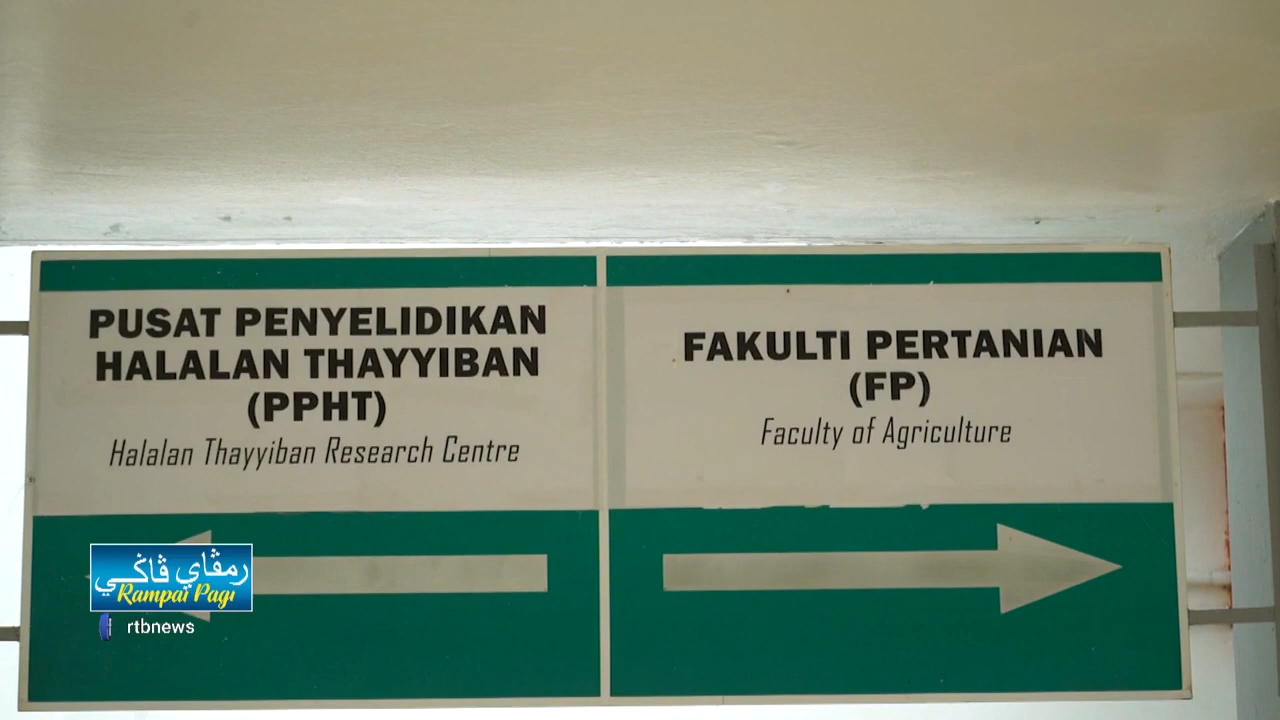 PUSAT PENYELIDIKAN
HALALAN THAYYIBAN
(PPHT)
Halalan Thayyiban Research Centre
FAKULTI PERTANIAN
(FP)
Faculty of Agriculture
رمڤاي ڤاݢي
Rampai Pagi
rtbnews